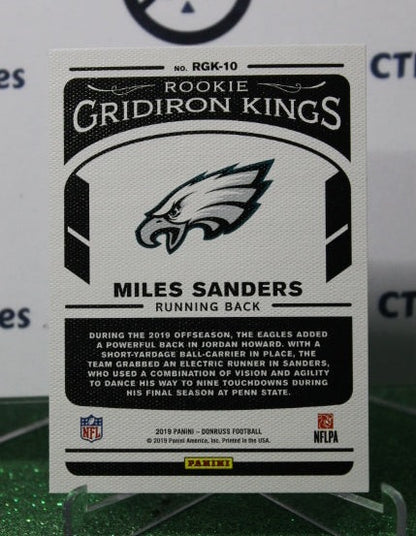 CTI
NO. RGK-10
ROOKIE
GRIDIRON KINGS
MILES SANDERS
RUNNING BACK
es
CT
DURING THE 2019 OFFSEASON, THE EAGLES ADDED
A POWERFUL BACK IN JORDAN HOWARD. WITH A
SHORT-YARDAGE BALL-CARRIER IN PLACE, THE
TEAM GRABBED AN ELECTRIC RUNNER IN SANDERS,
WHO USED A COMBINATION OF VISION AND AGILITY
TO DANCE HIS WAY TO NINE TOUCHDOWNS DURING
HIS FINAL SEASON AT PENN STATE.
NFL
2019 PANINI – DONRUSS FOOTBALL
© 2019 Panini America, Inc. Printed in the USA.
NFLPA
PANINI